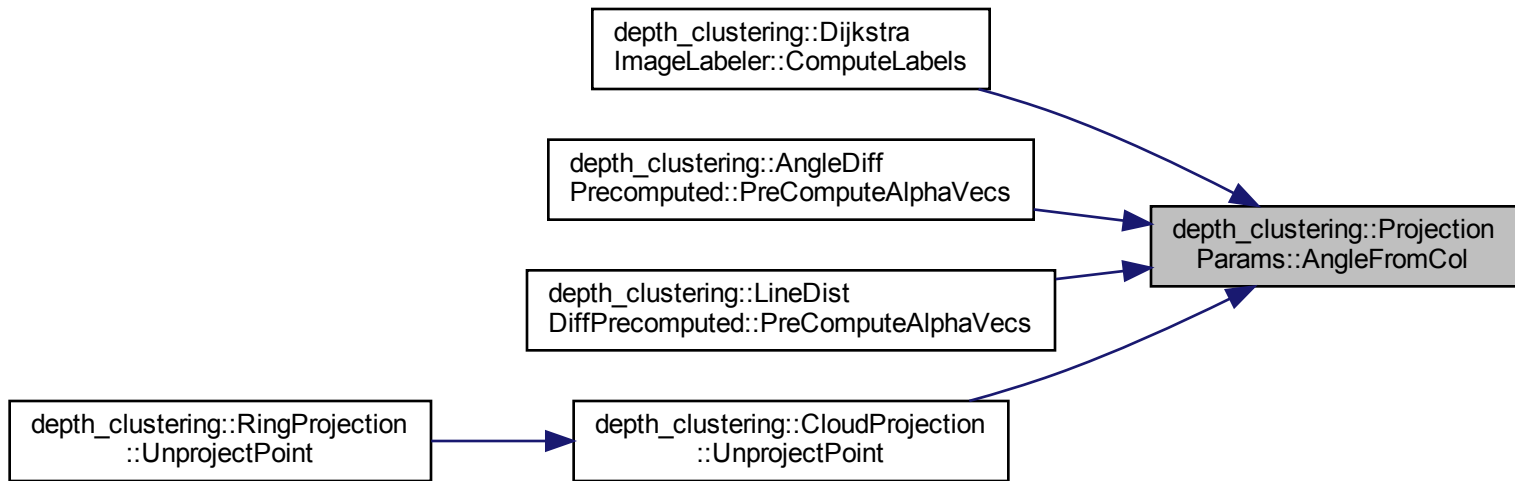 depth_clustering::Dijkstra
ImageLabeler::ComputeLabels
depth_clustering::AngleDiff
Precomputed::PreComputeAlphaVecs
depth_clustering::Projection
Params::AngleFromCol
depth_clustering::LineDist
DiffPrecomputed::PreComputeAlphaVecs
depth_clustering::RingProjection
::UnprojectPoint
depth_clustering::CloudProjection
::UnprojectPoint